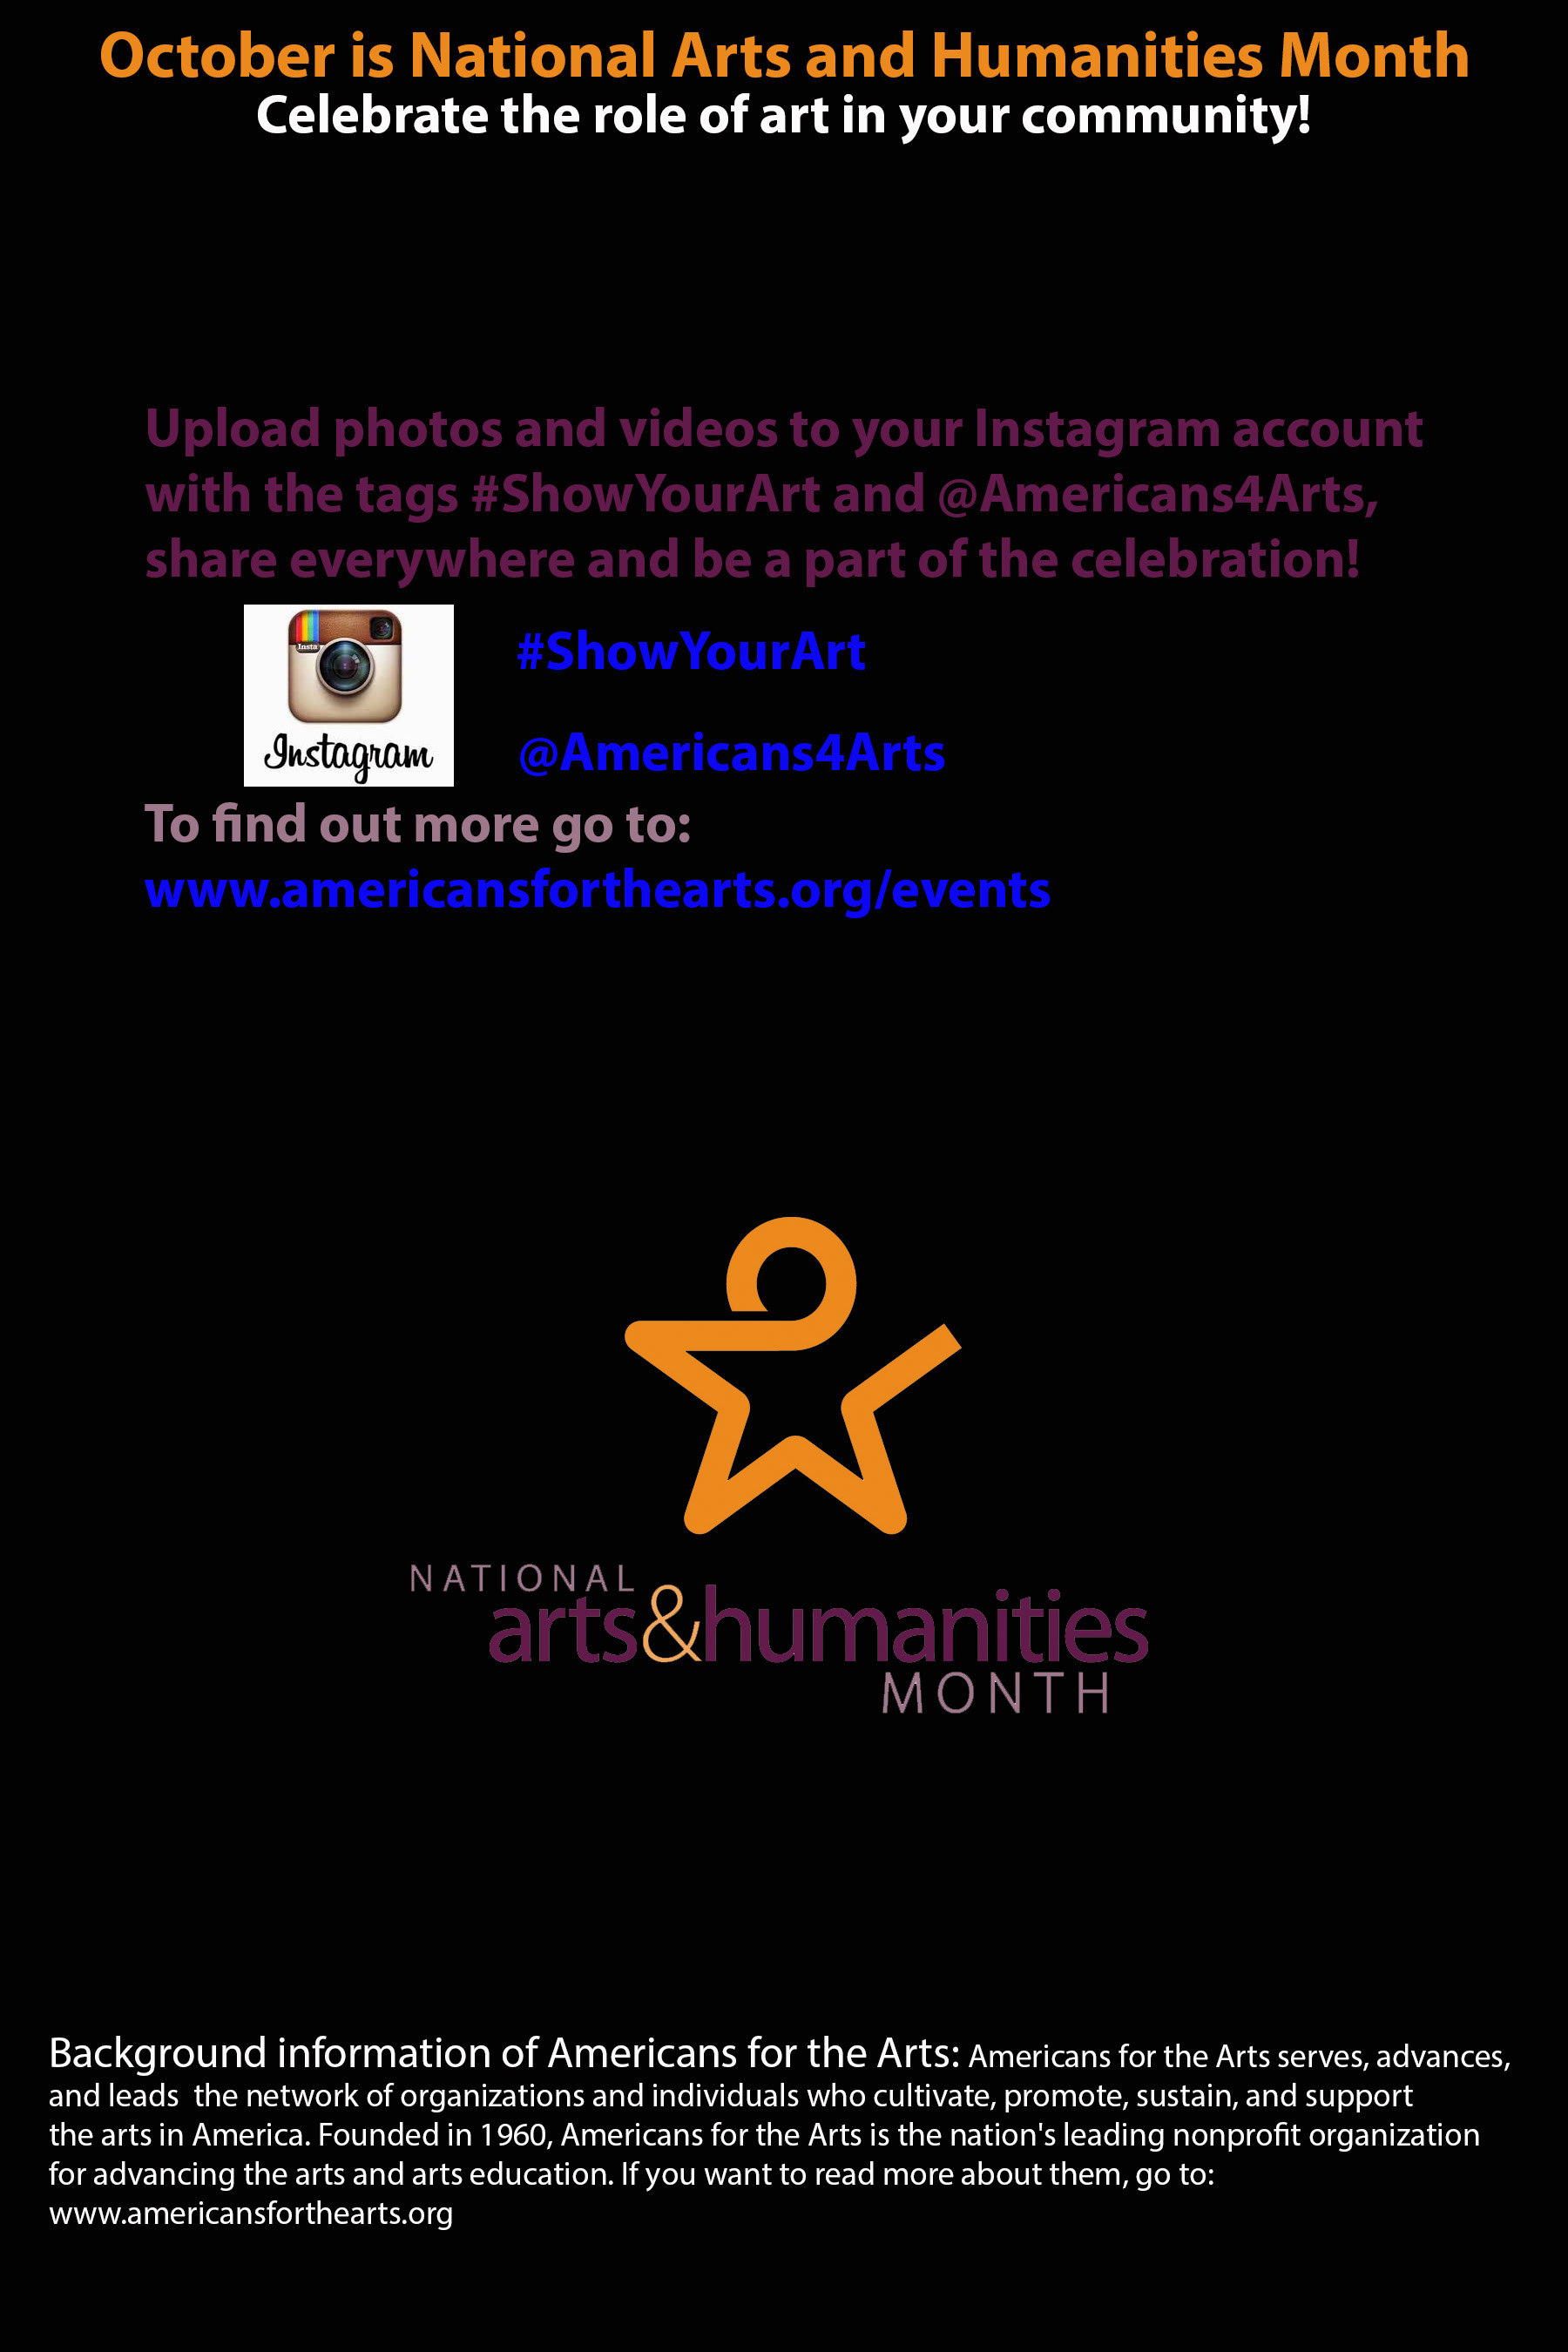 October is National Arts and Humanities Month
Celebrate the role of art in your community!
Upload photos and videos to your Instagram account
with the tags #ShowYourArt and @Americans4Arts,
share everywhere and be a part of the celebration!
Insta
Instagram
#ShowYourArt
@Americans4Arts
To find out more go to:
www.americansforthearts.org/events
NATIONAL
arts&humanities
MONTH
Background information of Americans for the Arts: Americans for the Arts serves, advances,
and leads  the network of organizations and individuals who cultivate, promote, sustain, and support
the arts in America. Founded in 1960, Americans for the Arts is the nation's leading nonprofit organization
for advancing the arts and arts education. If you want to read more about them, go to:
www.americansforthearts.org